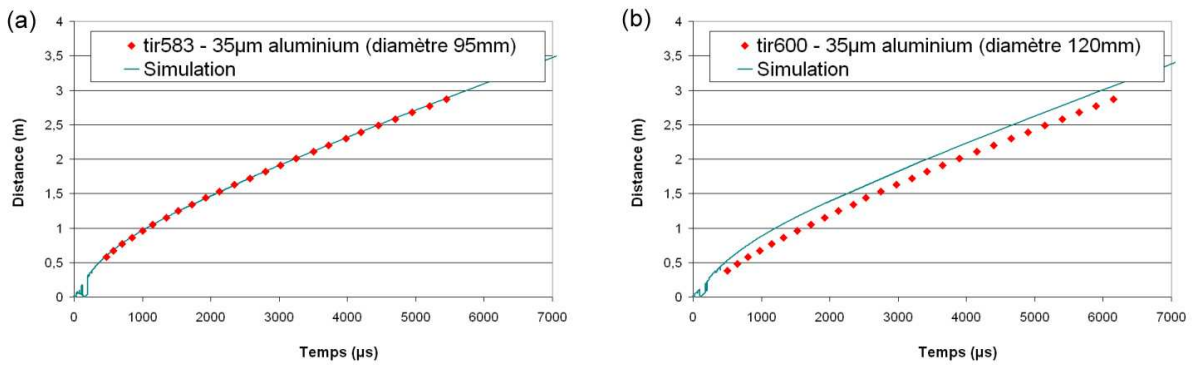 (a)
4
3,5
3
2,5
2
1,5
1
0,5
0
Distance (m)
tir583 - 35µm aluminium (diamètre 95mm)
Simulation
0 1000 2000 3000 4000 5000 6000 7000
Temps (µs)
(b)
4
3,5
3
2,5
2
1,5
1
0,5
0
Distance (m)
tir600 - 35µm aluminium (diamètre 120mm)
Simulation
0 1000 2000 3000 4000 5000 6000 7000
Temps (µs)